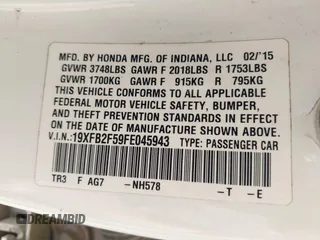 MFD. BY HONDA MFG. OF INDIANA, LLC 02/'15
GVWR 3748LBS GAWR F 2018LBS R 1753LBS
GVWR 1700KG GAWR F 915KG R 795KG
THIS VEHICLE CONFORMS TO ALL APPLICABLE
FEDERAL MOTOR VEHICLE SAFETY, BUMPER,
AND THEFT PREVENTION STANDARDS IN EFFECT
ON THE DATE OF MANUFACTURE SHOWN ABOVE.
V.I.N.:19XFB2F59FE045943 TYPE: PASSENGER CAR
TR3 F AG7 -NH578 -T -E
DREAMBID